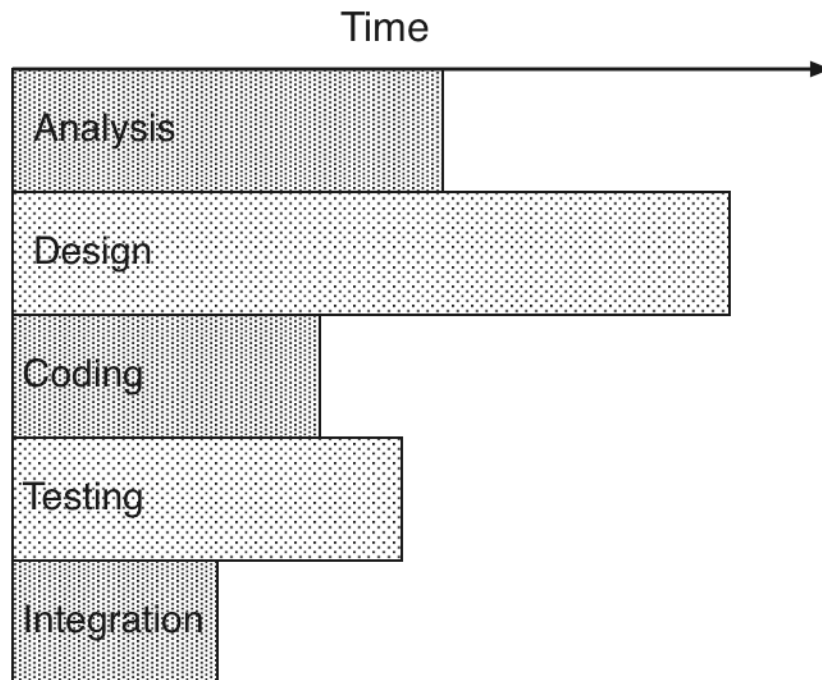 Time
Analysis
Design
Coding
Testing
Integration